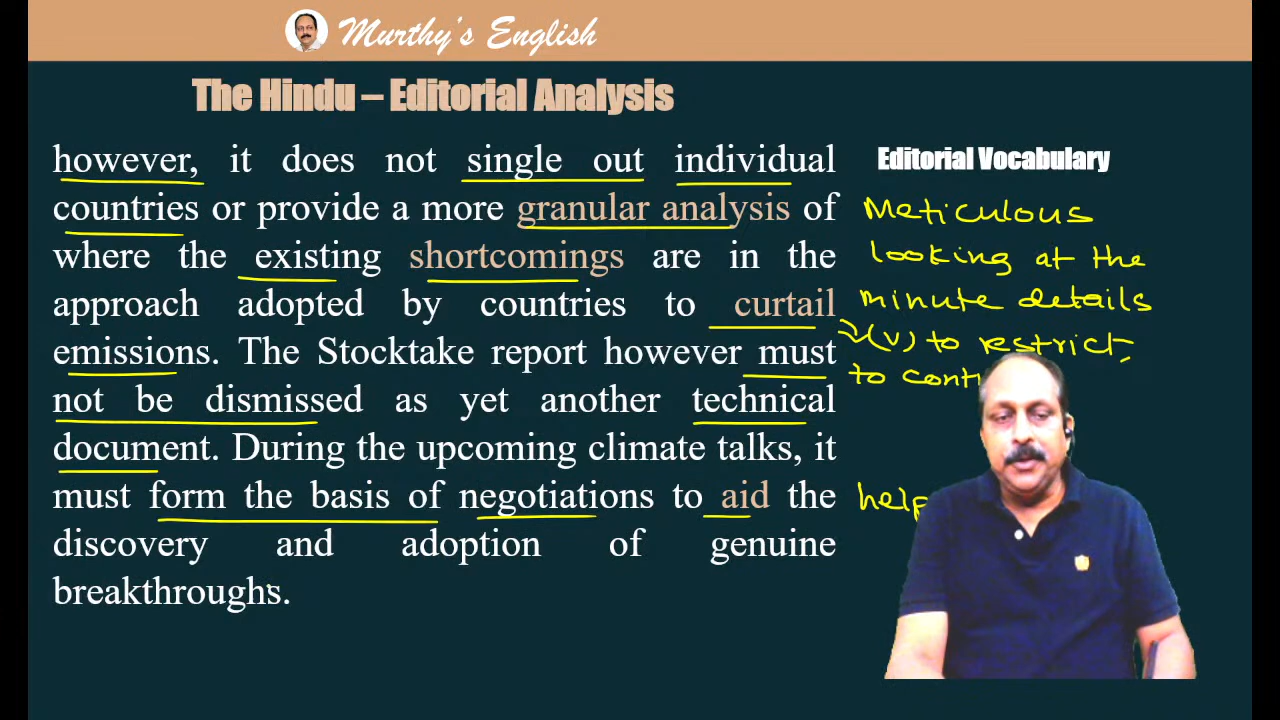 Murthy's English
The Hindu – Editorial Analysis
however, it does not single out individual
countries or provide a more granular analysis of
where the existing shortcomings are in the
approach adopted by countries to curtail
emissions. The Stocktake report however must
not be dismissed as yet another technical
document. During the upcoming climate talks, it
must form the basis of negotiations to aid the
discovery and adoption of genuine
breakthroughs.
Editorial Vocabulary
Meticulous
looking at the
minute details
(v) to restrict,
to
help